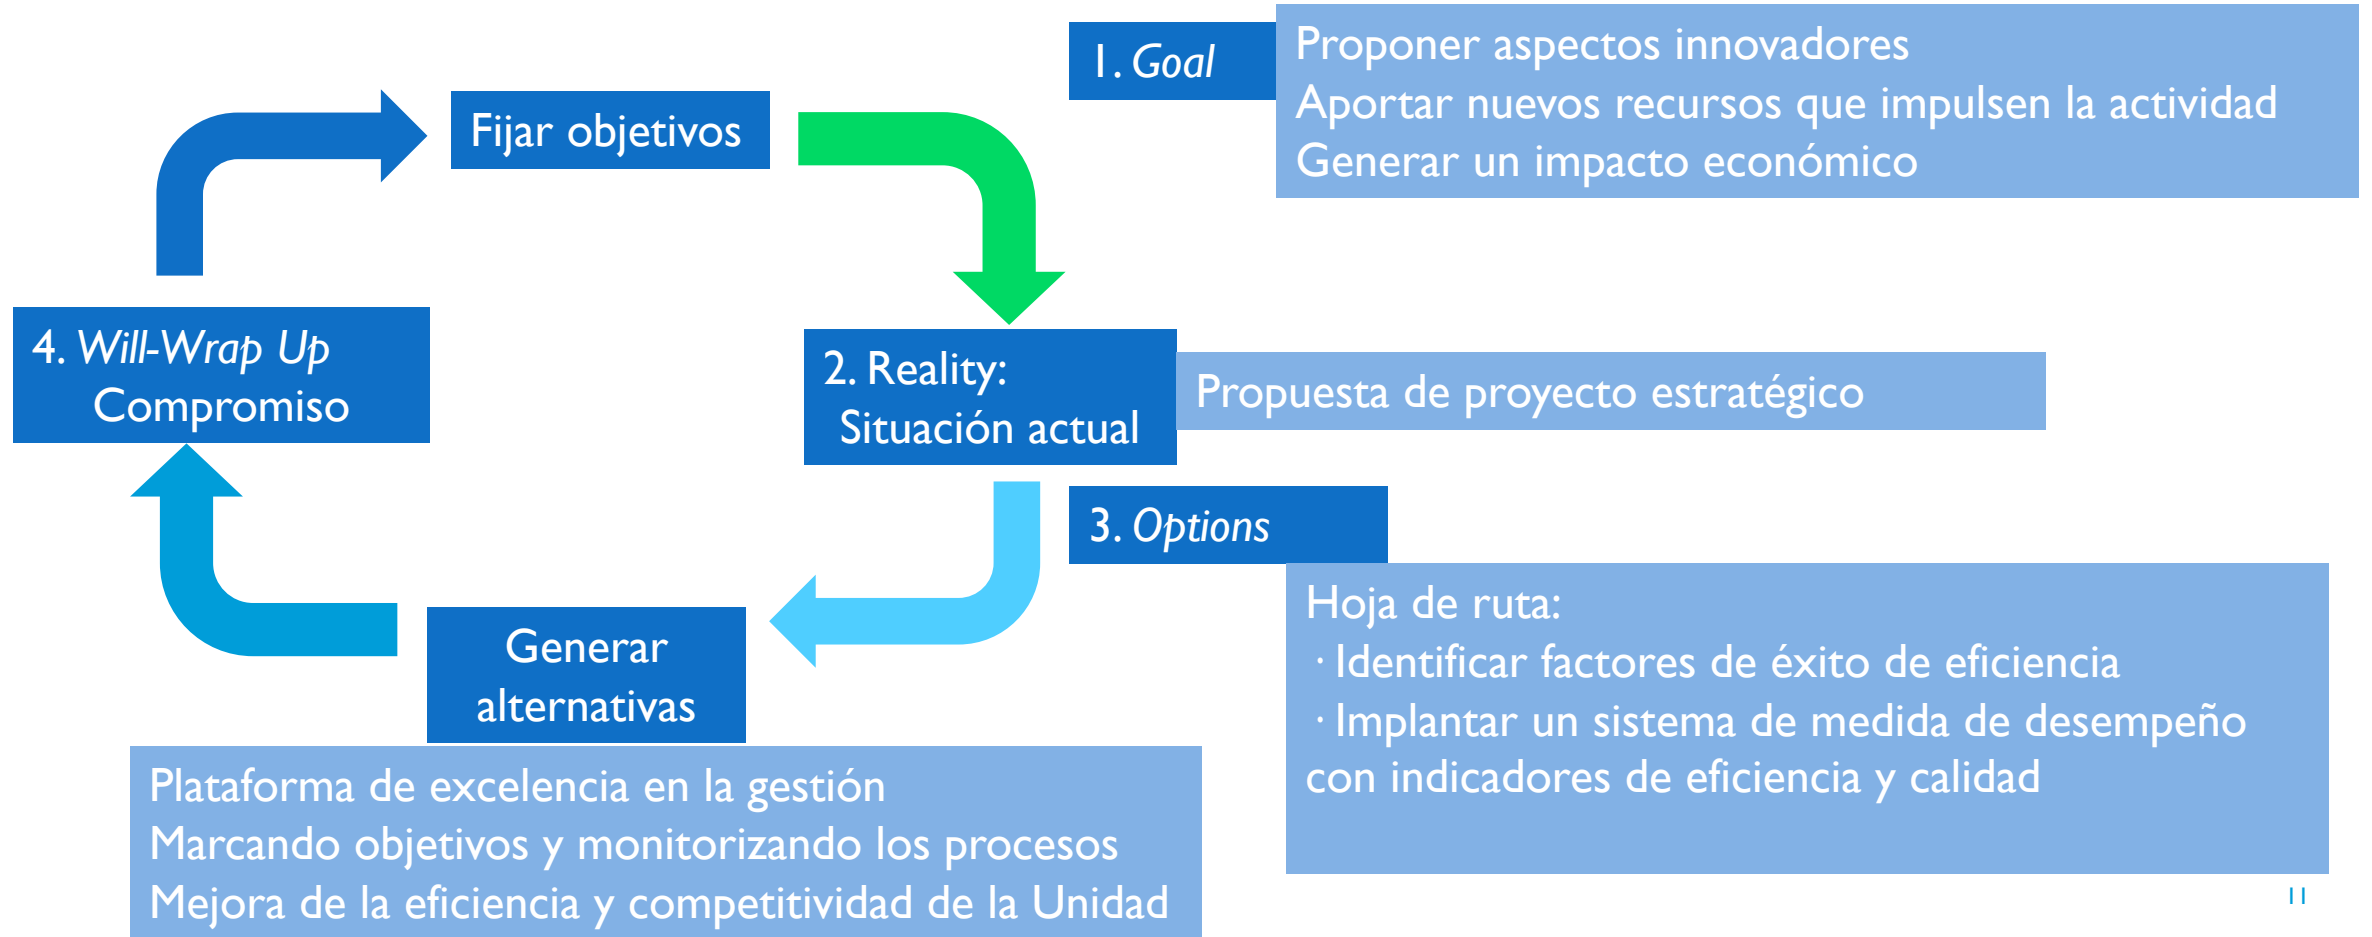 1. Goal
Proponer aspectos innovadores
Aportar nuevos recursos que impulsen la actividad
Generar un impacto económico
Fijar objetivos
4. Will-Wrap Up
Compromiso
2. Reality:
Situación actual
Propuesta de proyecto estratégico
3. Options
Hoja de ruta:
· Identificar factores de éxito de eficiencia
· Implantar un sistema de medida de desempeño
con indicadores de eficiencia y calidad
Generar
alternativas
Plataforma de excelencia en la gestión
Marcando objetivos y monitorizando los procesos
Mejora de la eficiencia y competitividad de la Unidad
11